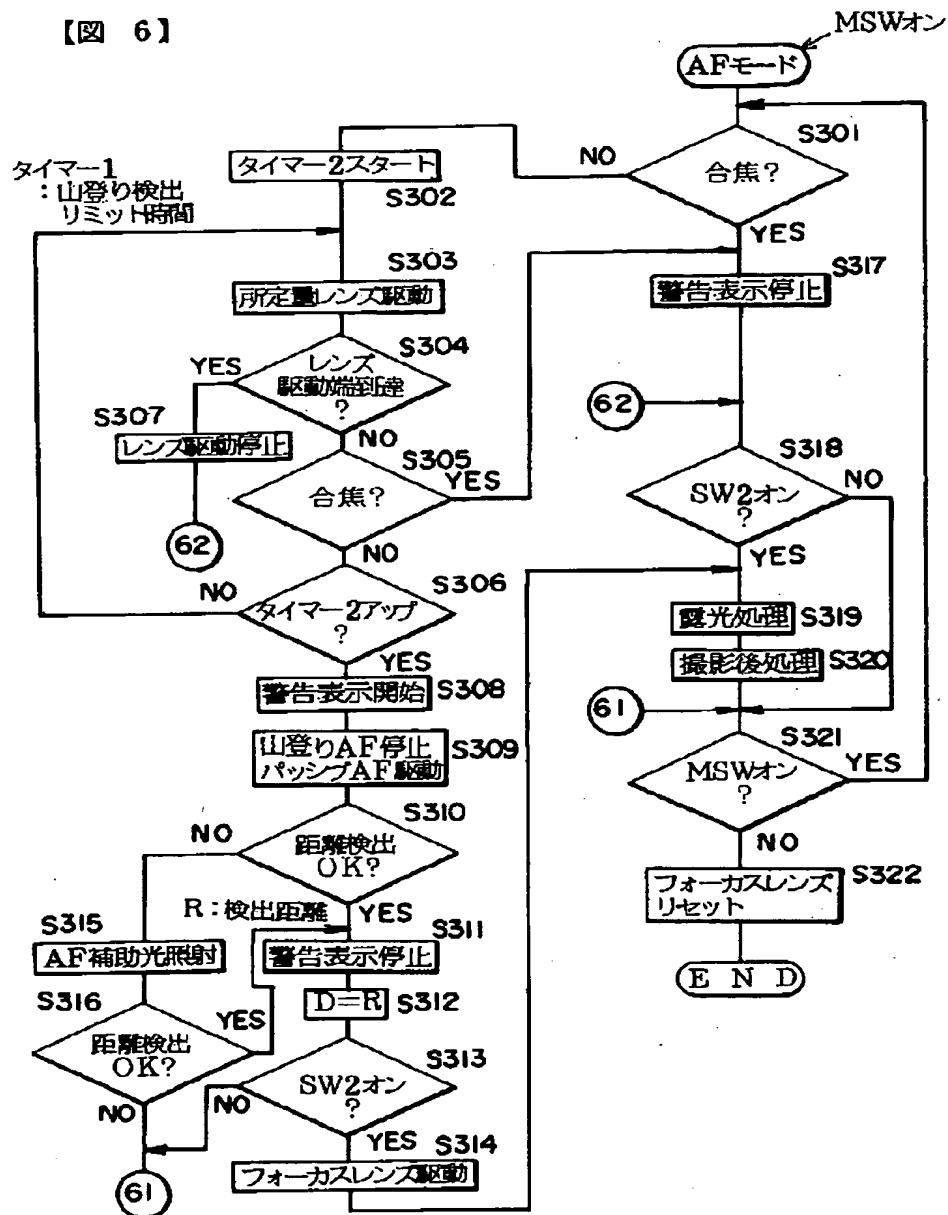 【図 6】
MSWオン
AFモード
S301
合焦?
NO
YES
タイマー2スタート
S302
タイマー1
:山登り検出
リミット時間
S303
所定量レンズ駆動
S304
レンズ
駆動端到達
?
YES
NO
S307
レンズ駆動停止
62
S305
合焦?
YES
NO
S306
タイマー2アップ
?
NO
YES
警告表示開始
S308
山登りAF停止
パッシブAF駆動
S309
S310
距離検出
OK?
NO
YES
R:検出距離
S315
AF補助光照射
S316
距離検出
OK?
YES
NO
61
S311
警告表示停止
D=R
S312
S313
SW2オン
?
NO
YES
S314
フォーカスレンズ駆動
S317
警告表示停止
62
S318
SW2オン
?
NO
YES
露光処理
S319
撮影後処理
S320
61
S321
MSWオン
?
YES
NO
S322
フォーカスレンズ
リセット
END